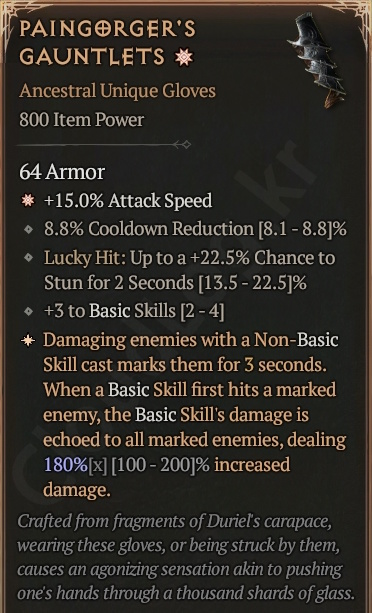 PAINGORGER'S
GAUNTLETS
Ancestral Unique Gloves
800 Item Power
64 Armor
+15.0% Attack Speed
8.8% Cooldown Reduction [8.1 - 8.8]%
Lucky Hit: Up to a +22.5% Chance to
Stun for 2 Seconds [13.5 - 22.5]%
+3 to Basic Skills [2 - 4]
Damaging enemies with a Non-Basic
Skill cast marks them for 3 seconds.
When a Basic Skill first hits a marked
enemy, the Basic Skill's damage is
echoed to all marked enemies, dealing
180%[x] [100 - 200]% increased
damage.
Crafted from fragments of Duriel's carapace,
wearing these gloves, or being struck by them,
causes an agonizing sensation akin to pushing
one's hands through a thousand shards of glass.